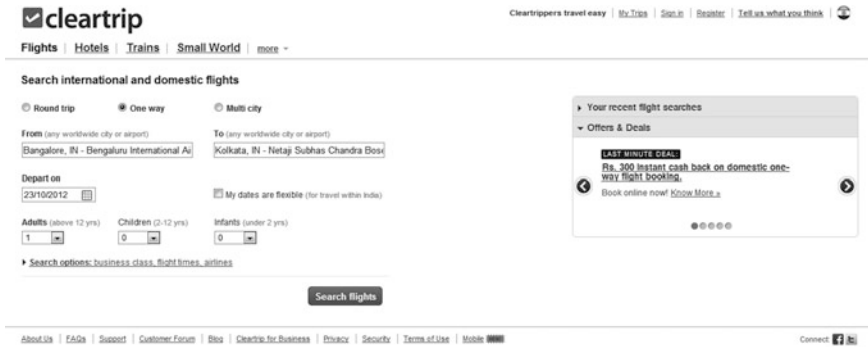 cleartrip
Cleartrippers travel easy | My Trips | Sign in | Register | Tell us what you think
Flights | Hotels | Trains | Small World | more
Search international and domestic flights
Round trip One way Multi city
From (any worldwide city or airport) To (any worldwide city or airport)
Bangalore, IN - Bengaluru International Ai Kolkata, IN - Netaji Subhas Chandra Bose
Depart on
23/10/2012 My dates are flexible (for travel within India)
Adults (above 12 yrs) Children (2-12 yrs) Infants (under 2 yrs)
1 0 0
Search options: business class, flight times, airlines
Search flights
Your recent flight searches
Offers & Deals
LAST MINUTE DEAL:
Rs. 300 instant cash back on domestic one-
way flight booking.
Book online now! Know More »
About Us | FAQs | Support | Customer Forum | Blog | Cleartrip for Business | Privacy | Security | Terms of Use | Mobile
Connect